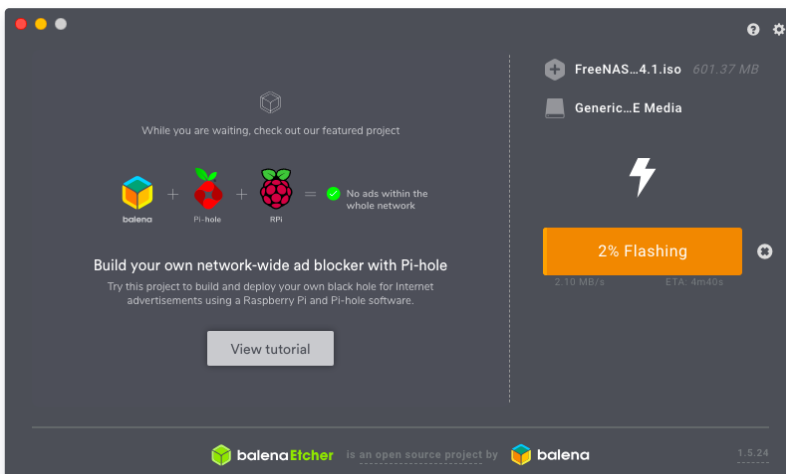 While you are waiting, check out our featured project
balena + Pi-hole + RPi = No ads within the
whole network
Build your own network-wide ad blocker with Pi-hole
Try this project to build and deploy your own black hole for Internet
advertisements using a Raspberry Pi and Pi-hole software.
View tutorial
FreeNAS...4.1.iso 601.37 MB
Generic...E Media
2% Flashing
2.10 MB/s ETA: 4m40s
balenaEtcher is an open source project by balena 1.5.24